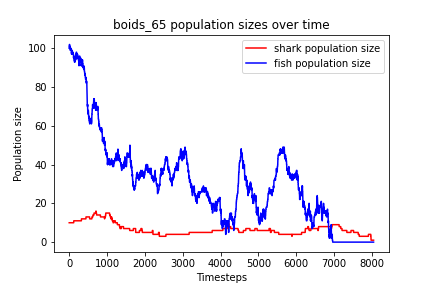 boids_65 population sizes over time
shark population size
fish population size
Population size
100
80
60
40
20
0
0 1000 2000 3000 4000 5000 6000 7000 8000
Timesteps